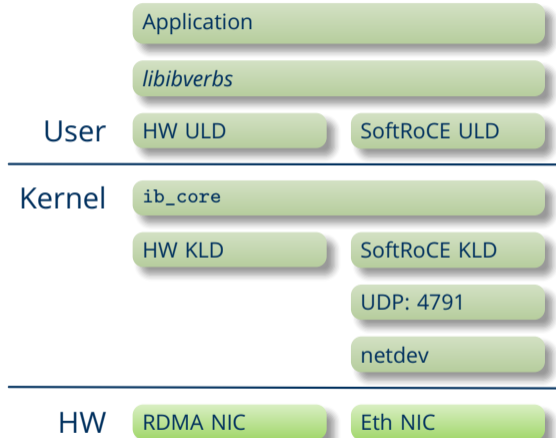 Application
libibverbs
User HW ULD SoftRoCE ULD
Kernel ib_core
HW KLD SoftRoCE KLD
UDP: 4791
netdev
HW RDMA NIC Eth NIC